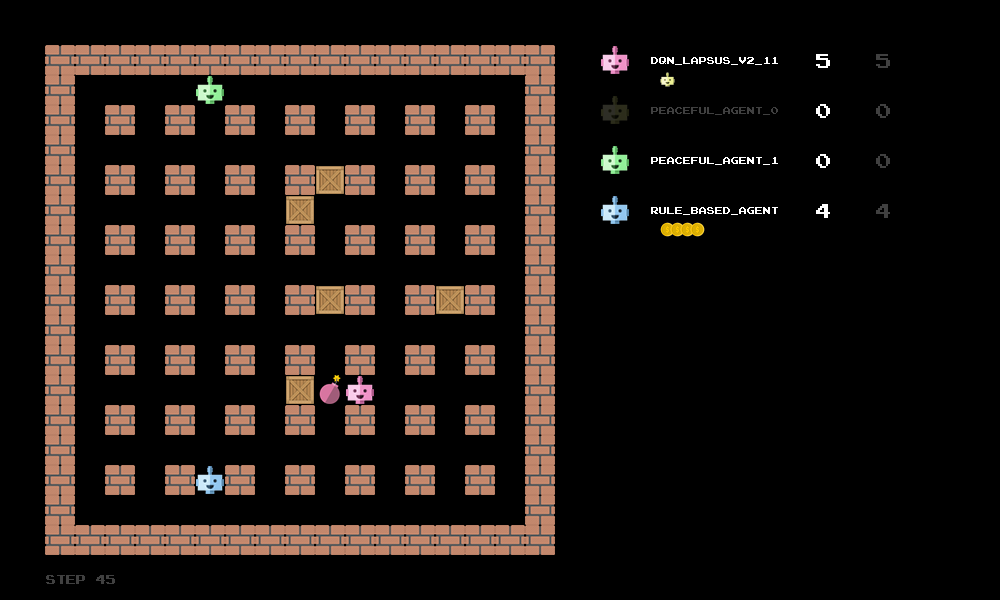 DQN_LAPSUS_V2_11 5 5
PEACEFUL_AGENT_0 0 0
PEACEFUL_AGENT_1 0 0
RULE_BASED_AGENT 4 4
STEP 45